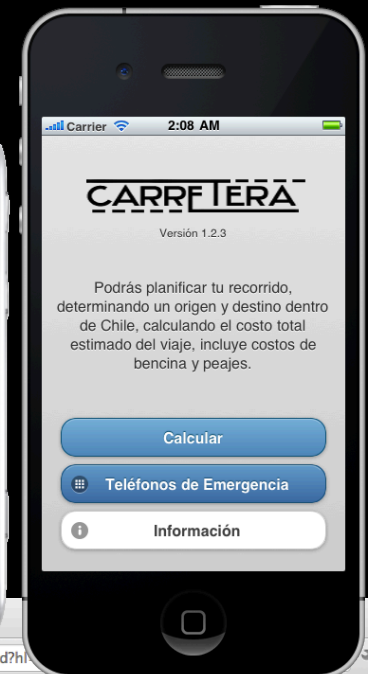 Carrier 2:08 AM
CARRETERA
Versión 1.2.3
Podrás planificar tu recorrido,
determinando un origen y destino dentro
de Chile, calculando el costo total
estimado del viaje, incluye costos de
bencina y peajes.
Calcular
Teléfonos de Emergencia
Información
d?hl